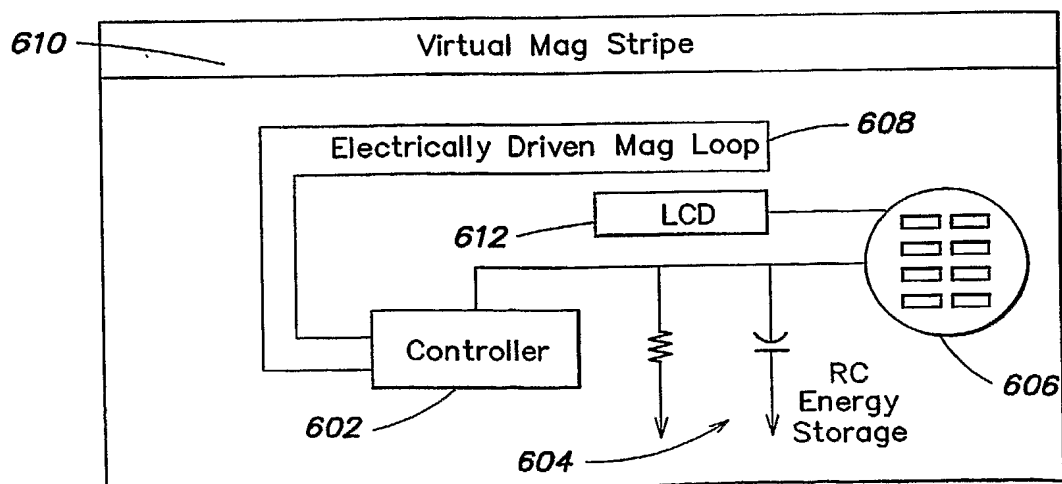 610
Virtual Mag Stripe
Electrically Driven Mag Loop
608
LCD
612
Controller
602
604
RC
Energy
Storage
606